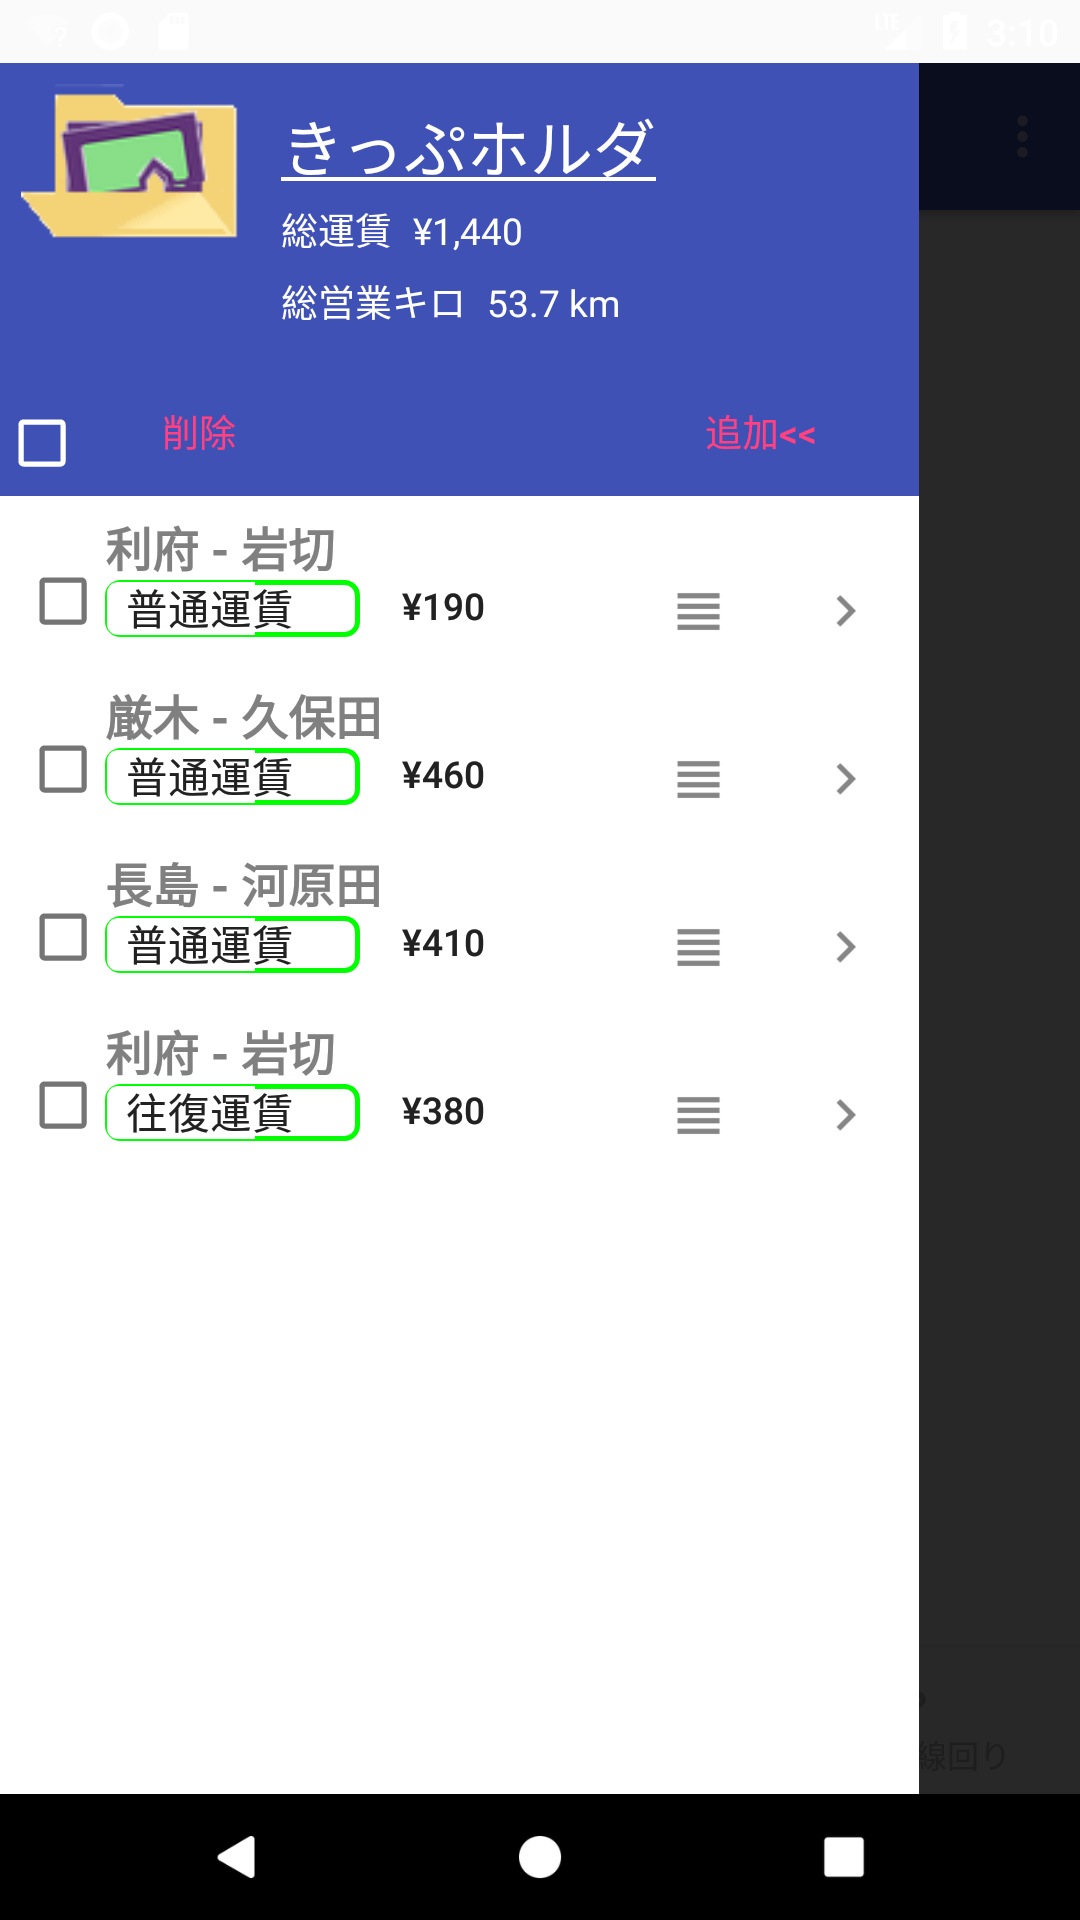 LTE 3:10
きっぷホルダ
総運賃 ¥1,440
総営業キロ 53.7 km
削除 追加<<
利府 - 岩切
普通運賃 ¥190
厳木 - 久保田
普通運賃 ¥460
長島 - 河原田
普通運賃 ¥410
利府 - 岩切
往復運賃 ¥380
線回り